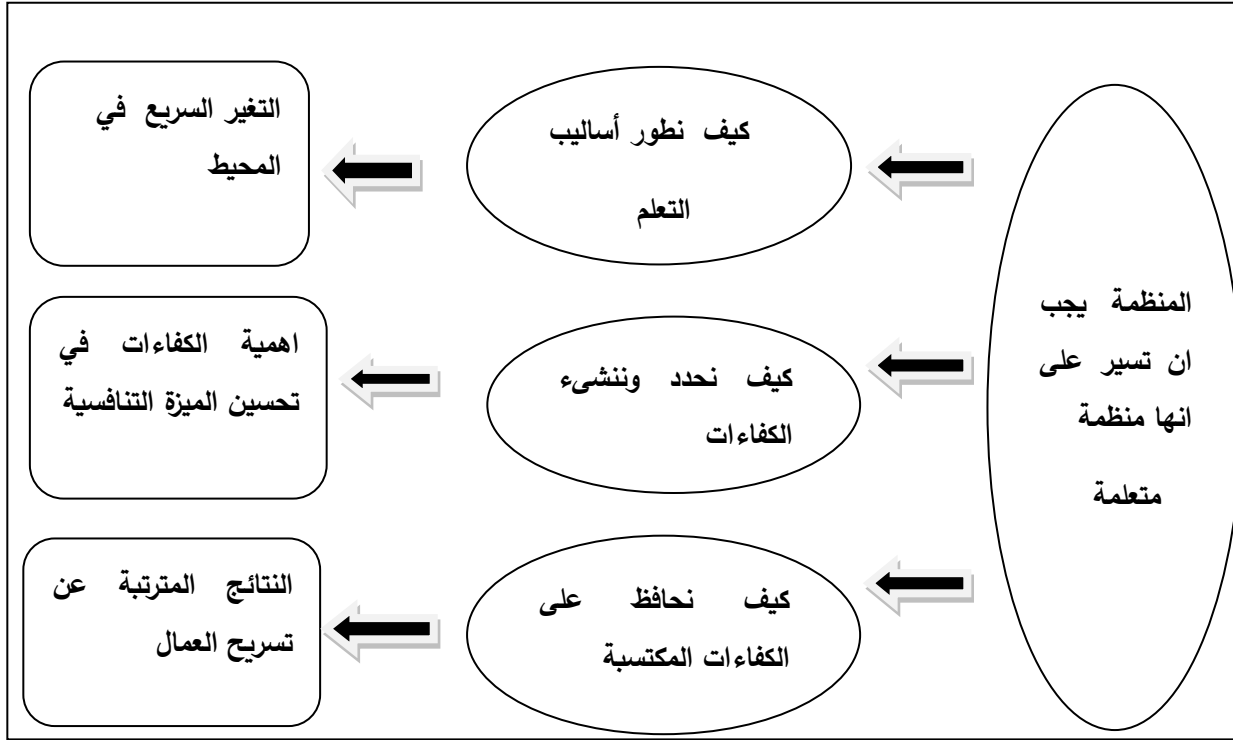 المنظمة يجب
ان تسير على
انها منظمة
متعلمة
كيف نطور أساليب
التعلم
التغير السريع في
المحيط
كيف نحدد وننشىء
الكفاءات
اهمية الكفاءات في
تحسين الميزة التنافسية
كيف نحافظ على
الكفاءات المكتسبة
النتائج المترتبة عن
تسريح العمال